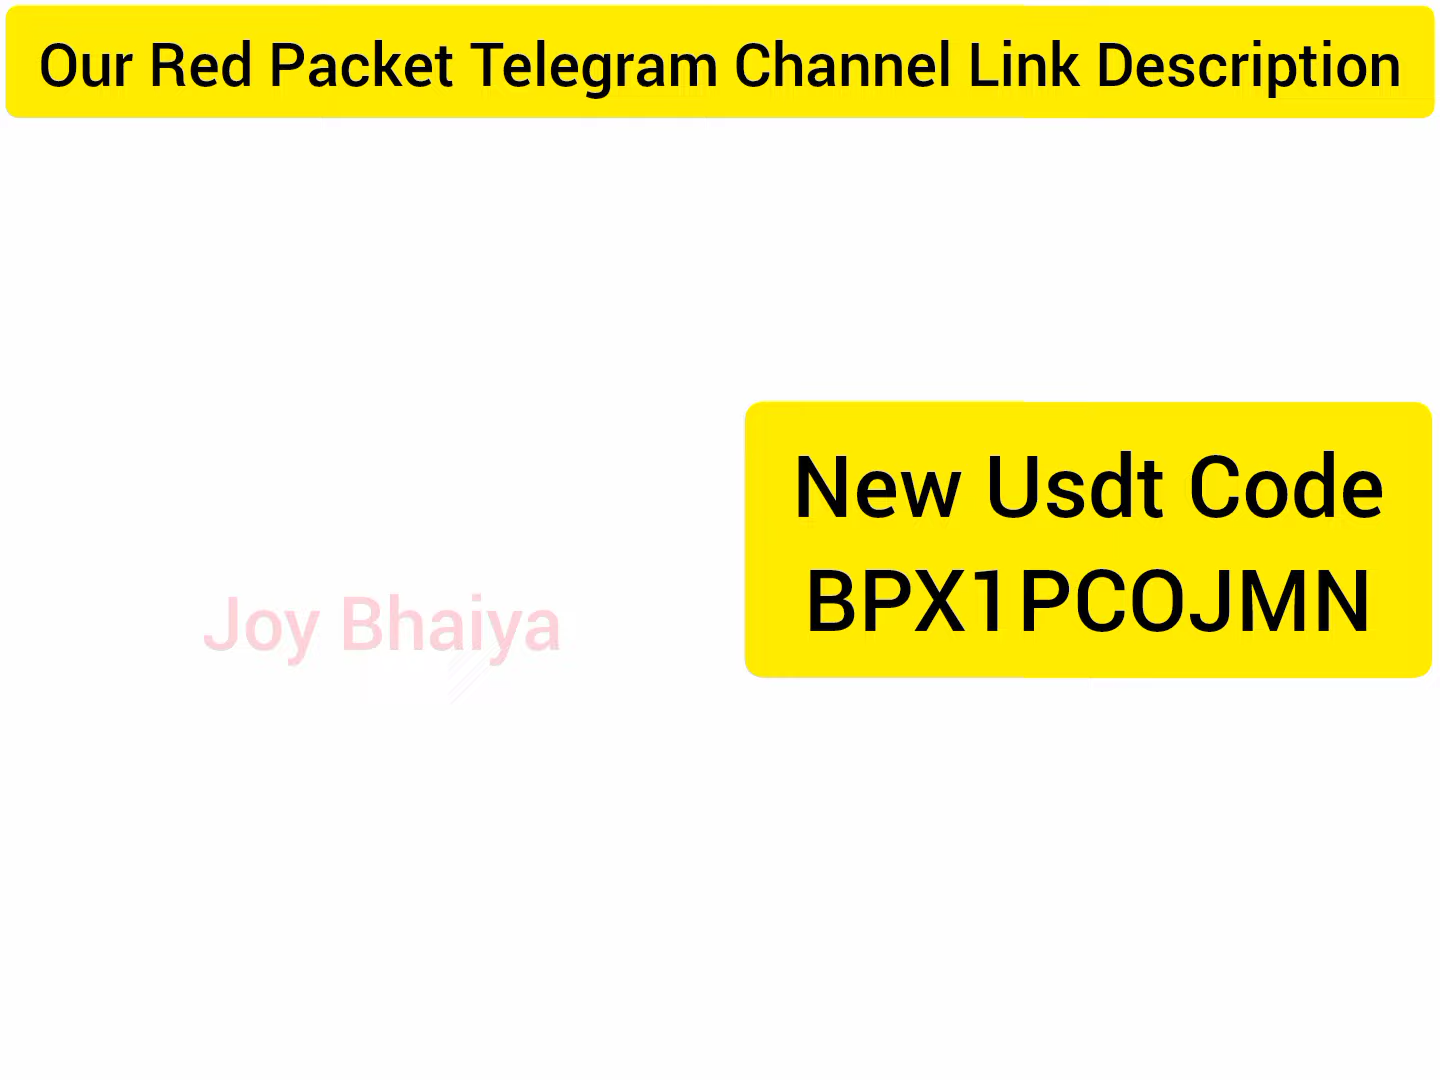 Our Red Packet Telegram Channel Link Description
New Usdt Code
BPX1PCOJMN
Joy Bhaiya